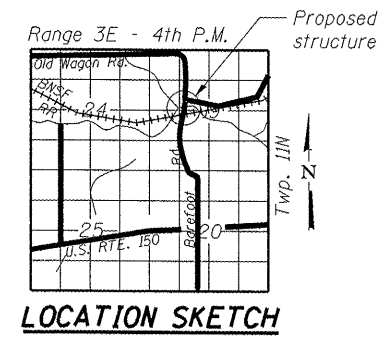 Range 3E - 4th P.M.
Proposed
structure
Old Wagon Rd.
BNSF
RR
24
19
Rd.
Twp. 11N
N
25
U.S. RTE. 150
Barefoot
20
LOCATION SKETCH